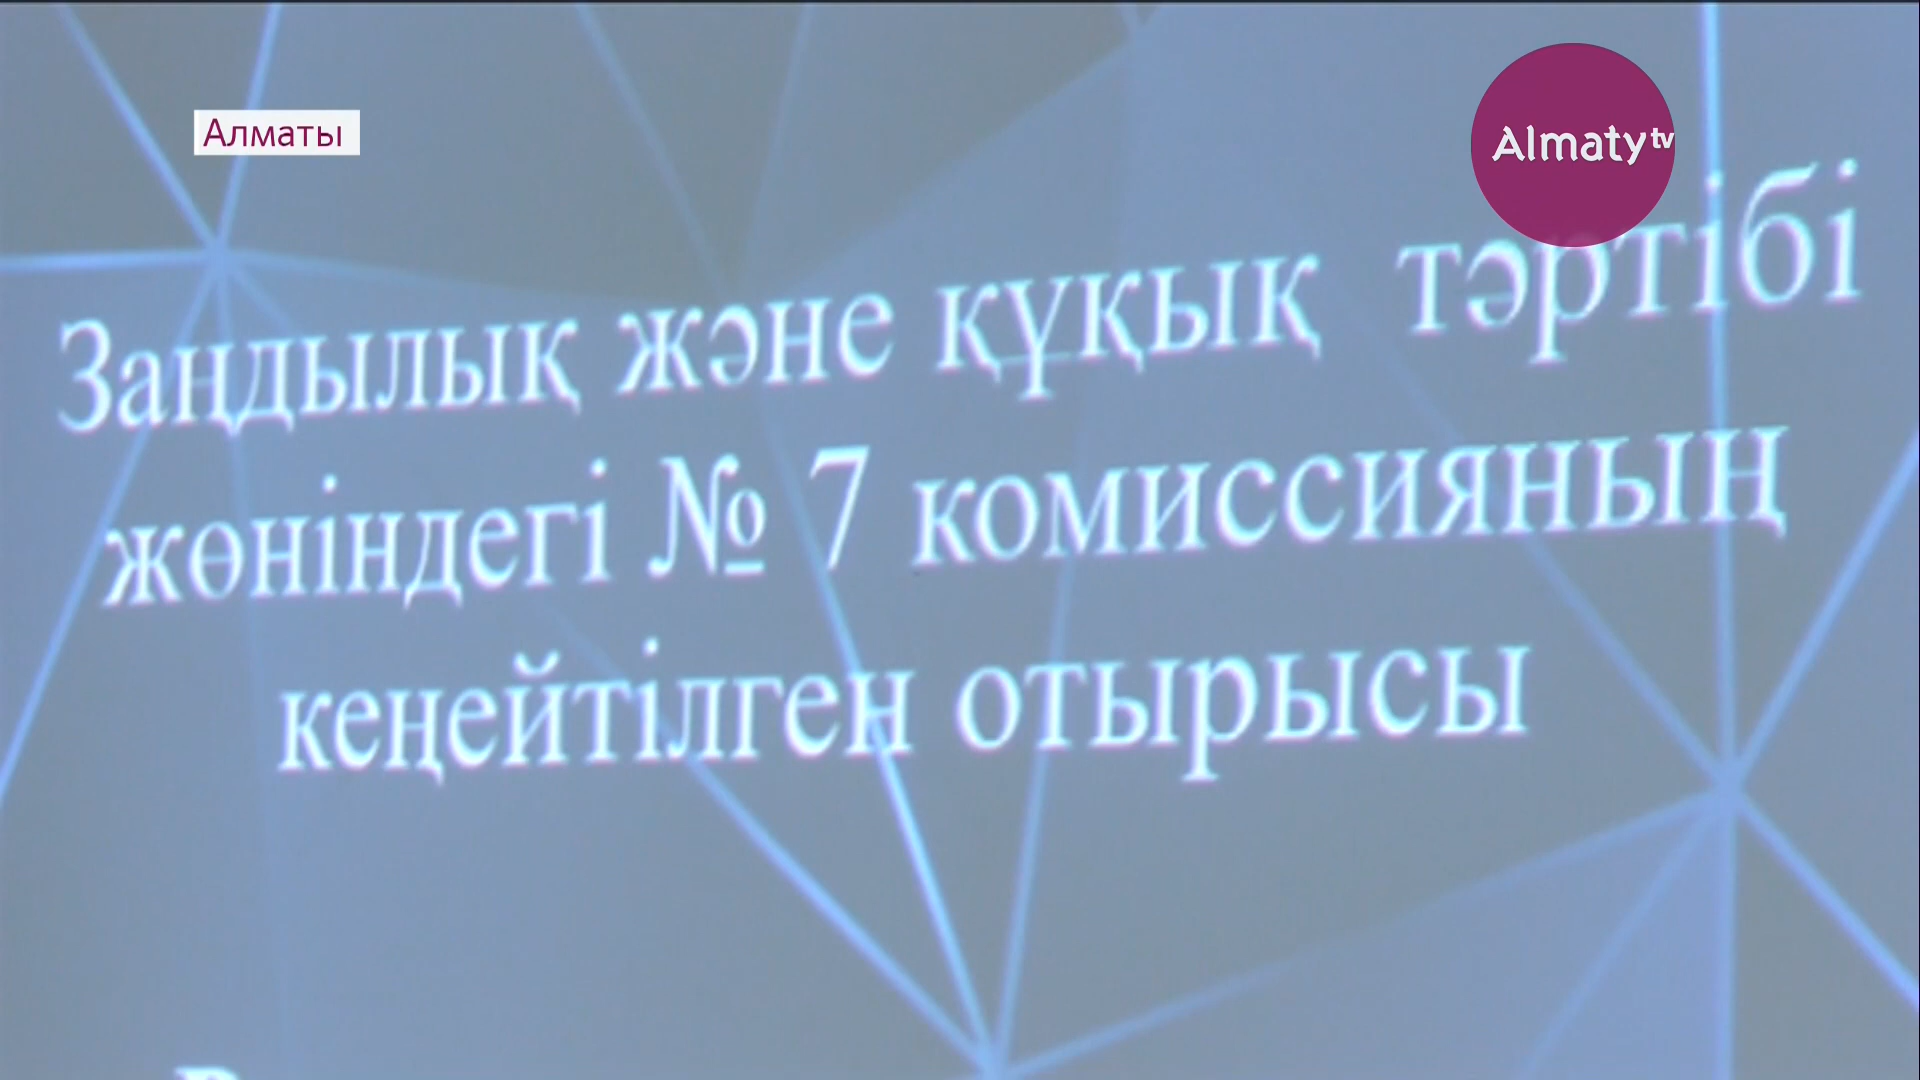 Алматы
Almaty tv
Заңдылық және құқық тәртібі
жөніндегі № 7 комиссияның
кеңейтілген отырысы